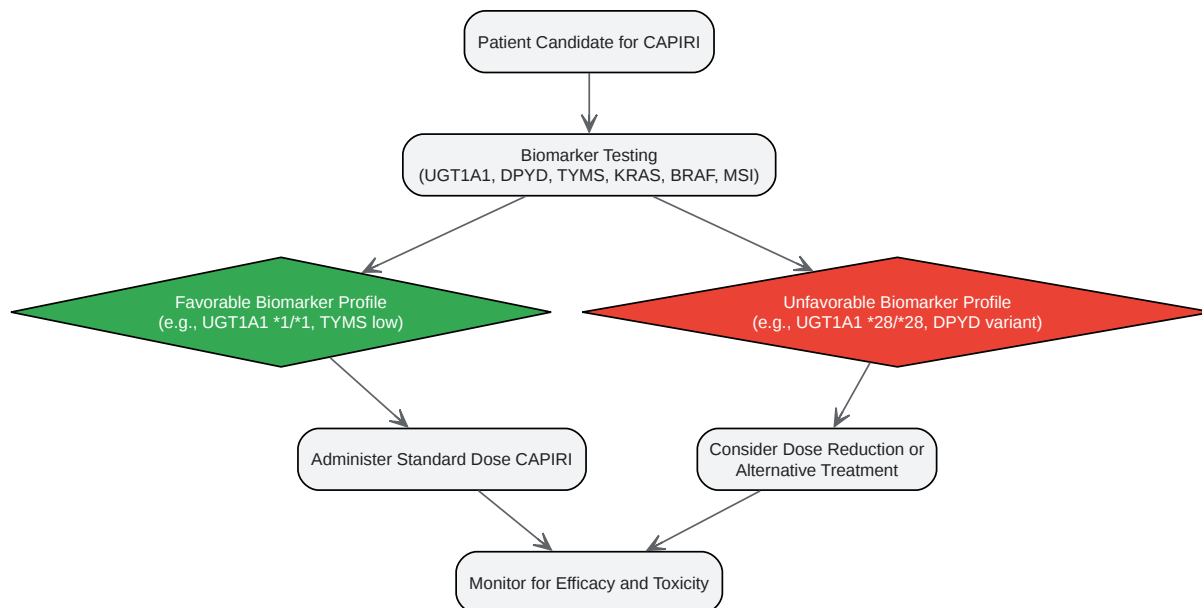 Patient Candidate for CAPIRI
Biomarker Testing
(UGT1A1, DPYD, TYMS, KRAS, BRAF, MSI)
Favorable Biomarker Profile
(e.g., UGT1A1 *1/*1, TYMS low)
Unfavorable Biomarker Profile
(e.g., UGT1A1 *28/*28, DPYD variant)
Administer Standard Dose CAPIRI
Consider Dose Reduction or
Alternative Treatment
Monitor for Efficacy and Toxicity